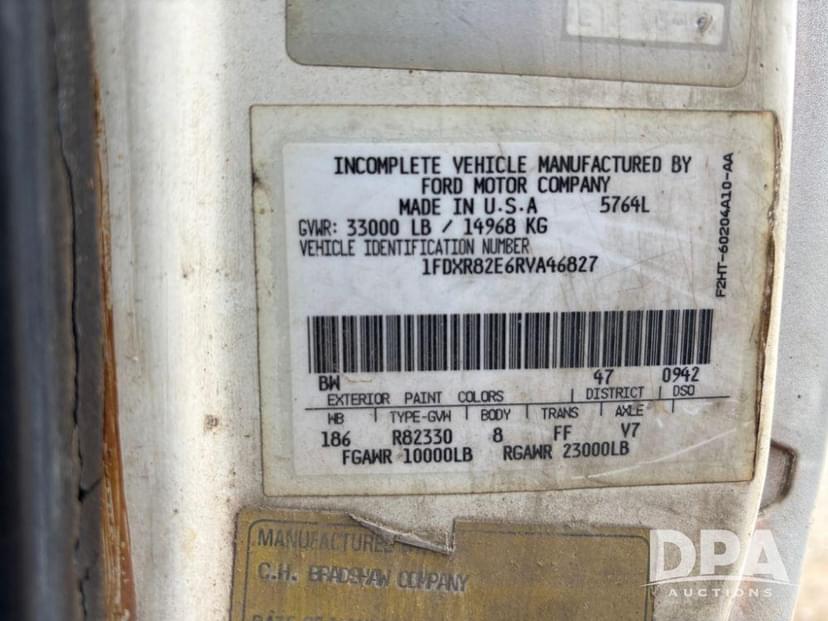 INCOMPLETE VEHICLE MANUFACTURED BY
FORD MOTOR COMPANY
MADE IN U.S.A 5764L
GVWR: 33000 LB / 14968 KG
VEHICLE IDENTIFICATION NUMBER
1FDXR82E6RVA46827
F2HT-60204A10-AA
BW 47 0942
EXTERIOR PAINT COLORS DISTRICT DSO
WB TYPE-GVW BODY TRANS AXLE
186 R82330 8 FF V7
FGAWR 10000LB RGAWR 23000LB
MANUFACTURED
C.H. BRADSHAW COMPANY
DPA
AUCTIONS